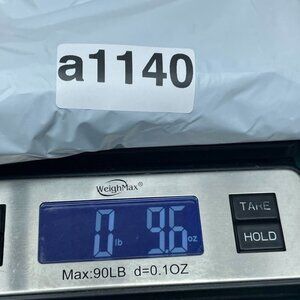 a1140
WeighMax®
0 lb 9.6 oz
TARE
HOLD
Max:90LB d=0.1OZ